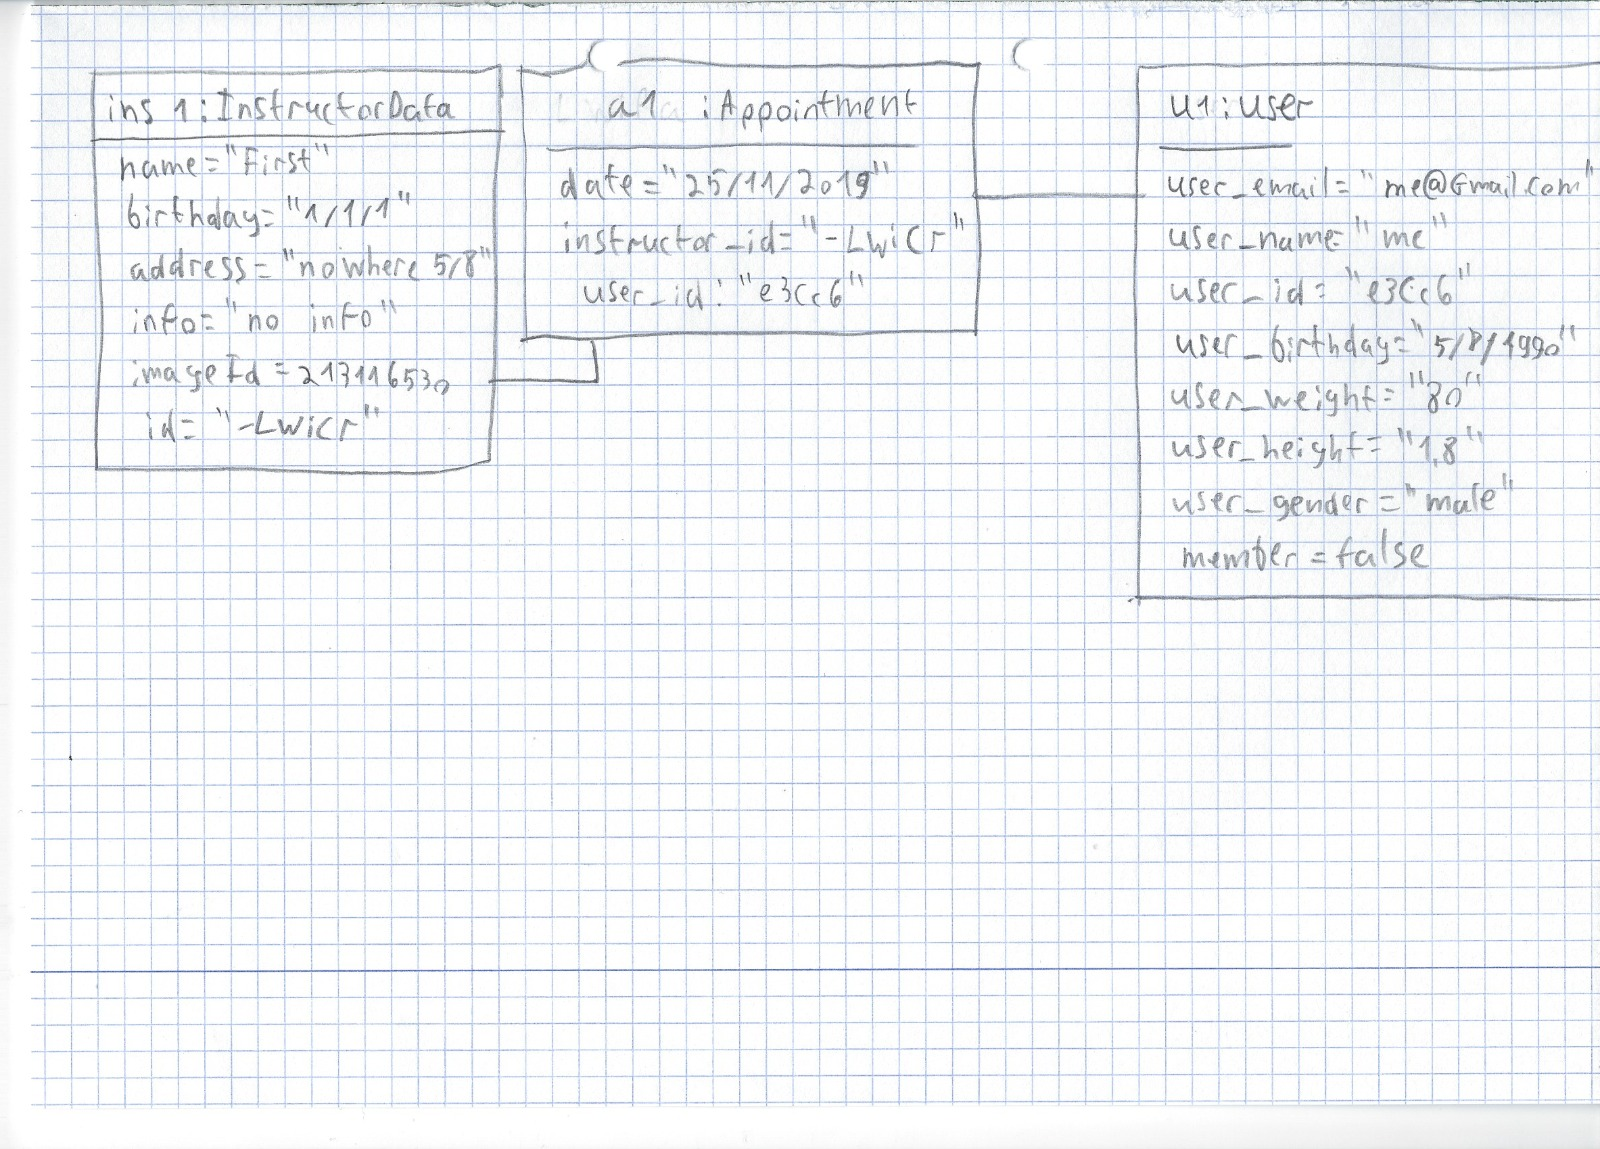 ins 1: InstructorData
name="First"
birthday="1/1/1"
address="nowhere 5/8"
info="no info"
imageId=213116530
id="-LwiCr"
a1 :Appointment
date="25/11/2019"
instructor_id="-LwiCr"
user_id: "e3Cc6"
u1: user
user_email="me@Gmail.com"
user_name="me"
user_id="e3Cc6"
user_birthday="5/8/1990"
user_weight="80"
user_height="1.8"
user_gender="male"
member=false